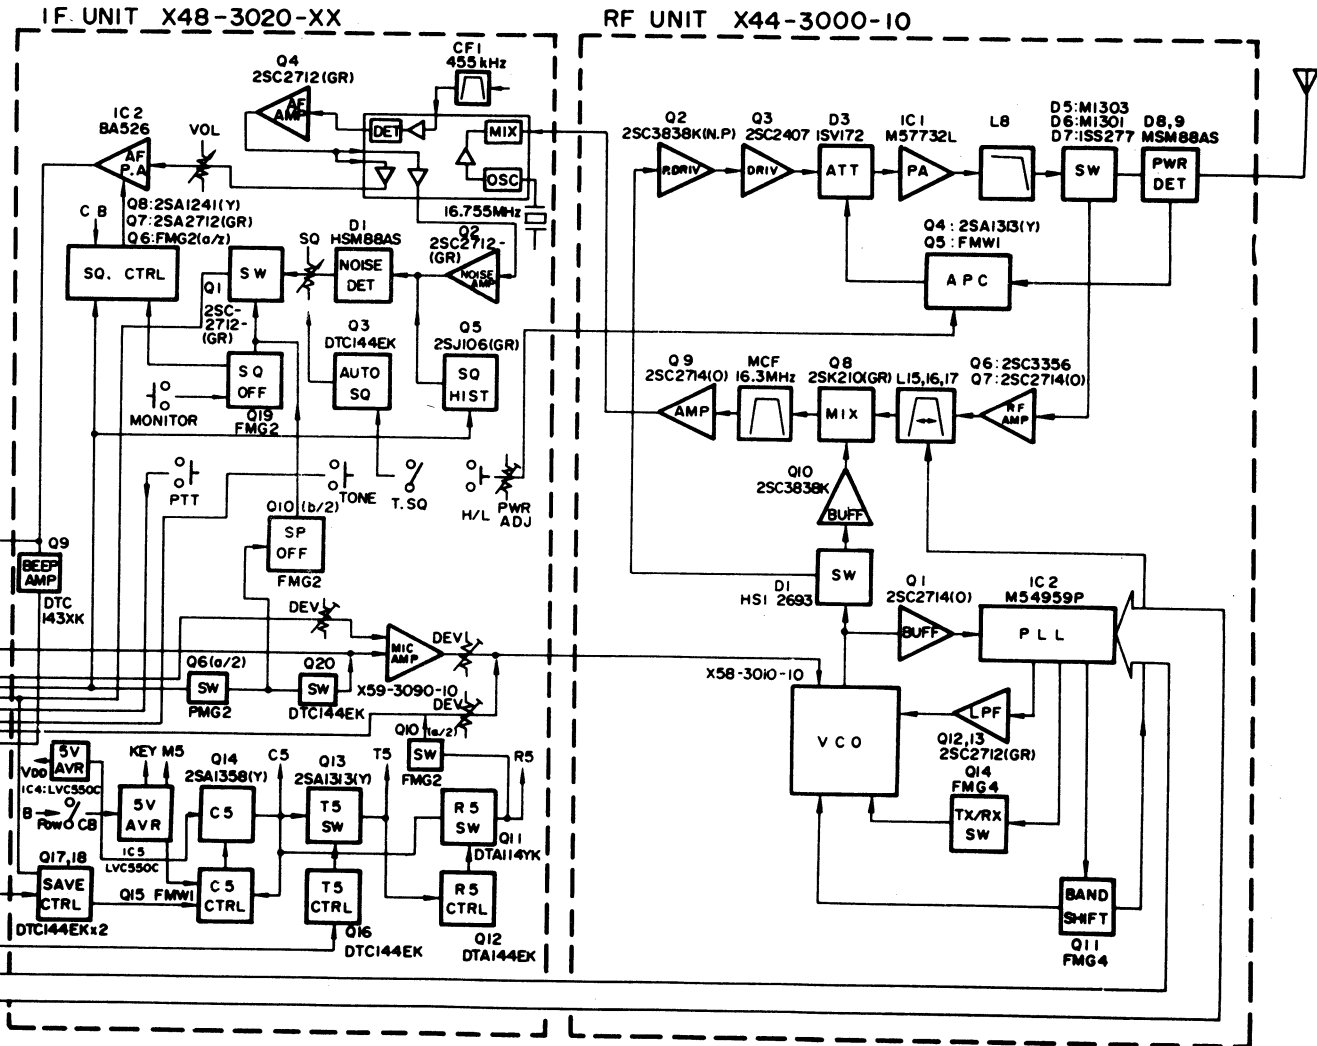 IF UNIT X48-3020-XX
RF UNIT X44-3000-10
CF1
455kHz
Q4
2SC2712(GR)
AF
AMP
DET
MIX
OSC
16.755MHz
IC2
BA526
AF
P.A
VOL
CB
Q8:2SA1241(Y)
Q7:2SA2712(GR)
Q6:FMG2(a/z)
SQ. CTRL
Q1
2SC-
2712-
(GR)
SW
SQ
D1
HSM88AS
NOISE
DET
Q2
2SC2712-
(GR)
NOISE
AMP
Q3
DTC144EK
AUTO
SQ
Q5
2SJ106(GR)
SQ
HIST
SQ
OFF
Q19
FMG2
MONITOR
PTT
TONE
T.SQ
H/L
PWR
ADJ
Q10(b/2)
SP
OFF
FMG2
Q9
BEEP
AMP
DTC
143XK
DEV
MIC
AMP
DEV
X59-3090-10
Q6(a/2)
SW
PMG2
Q20
SW
DTC144EK
DEV
Q10(a/2)
SW
FMG2
5V
AVR
VDD
IC4:LVC550C
KEY M5
B
Pow
CB
5V
AVR
IC5
LVC550C
Q14
2SA1358(Y)
C5
C5
Q13
2SA1313(Y)
T5
SW
T5
R5
SW
R5
Q11
DTA114YK
Q17,18
SAVE
CTRL
DTC144EKx2
Q15 FMW1
C5
CTRL
T5
CTRL
Q16
DTC144EK
R5
CTRL
Q12
DTA144EK
Q2
2SC3838K(N.P)
P.DRIV
Q3
2SC2407
DRIV
D3
1SV172
ATT
IC1
M57732L
PA
L8
D5:MI303
D6:MI301
D7:ISS277
SW
D8,9
MSM88AS
PWR
DET
Q4:2SA1313(Y)
Q5:FMW1
APC
Q9
2SC2714(O)
AMP
MCF
16.3MHz
Q8
2SK210(GR)
MIX
L15,16,17
Q6:2SC3356
Q7:2SC2714(O)
RF
AMP
Q10
2SC3838K
BUFF
SW
D1
HSI 2693
Q1
2SC2714(O)
BUFF
IC2
M54959P
PLL
X58-3010-10
VCO
LPF
Q12,13
2SC2712(GR)
Q14
FMG4
TX/RX
SW
BAND
SHIFT
Q11
FMG4